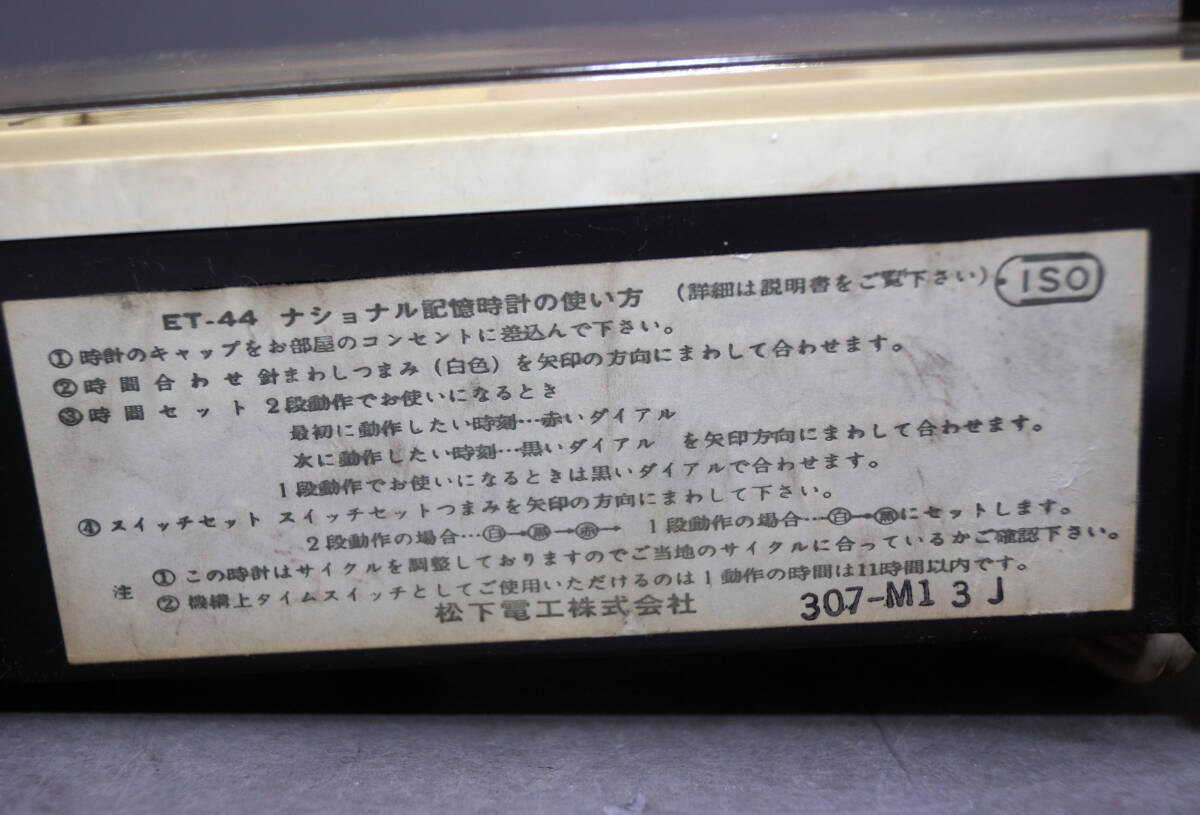 ET-44 ナショナル記憶時計の使い方 (詳細は説明書をご覧下さい) ISO
①時計のキャップをお部屋のコンセントに差込んで下さい。
②時間合わせ 針まわしつまみ(白色)を矢印の方向にまわして合わせます。
③時間セット 2段動作でお使いになるとき
最初に動作したい時刻…赤いダイアル
次に動作したい時刻…黒いダイアル を矢印方向にまわして合わせます。
1段動作でお使いになるときは黒いダイアルで合わせます。
④スイッチセット スイッチセットつまみを矢印の方向にまわして下さい。
2段動作の場合…白→黒→赤→ 1段動作の場合…白→黒にセットします。
注 ①この時計はサイクルを調整しておりますのでご当地のサイクルに合っているかご確認下さい。
②機構上タイムスイッチとしてご使用いただけるのは1動作の時間は11時間以内です。
松下電工株式会社 307-M1 3 J